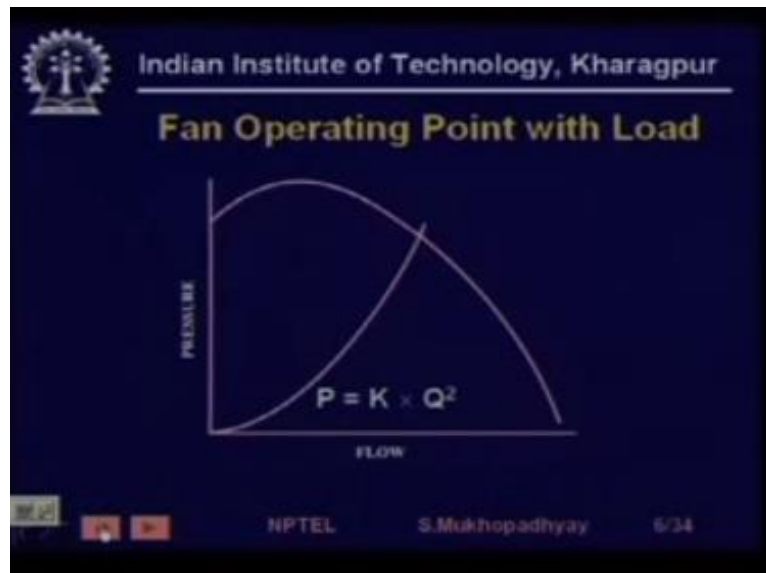 Indian Institute of Technology, Kharagpur
Fan Operating Point with Load
PRESSURE
P = K × Q²
FLOW
NPTEL S.Mukhopadhyay 6/34